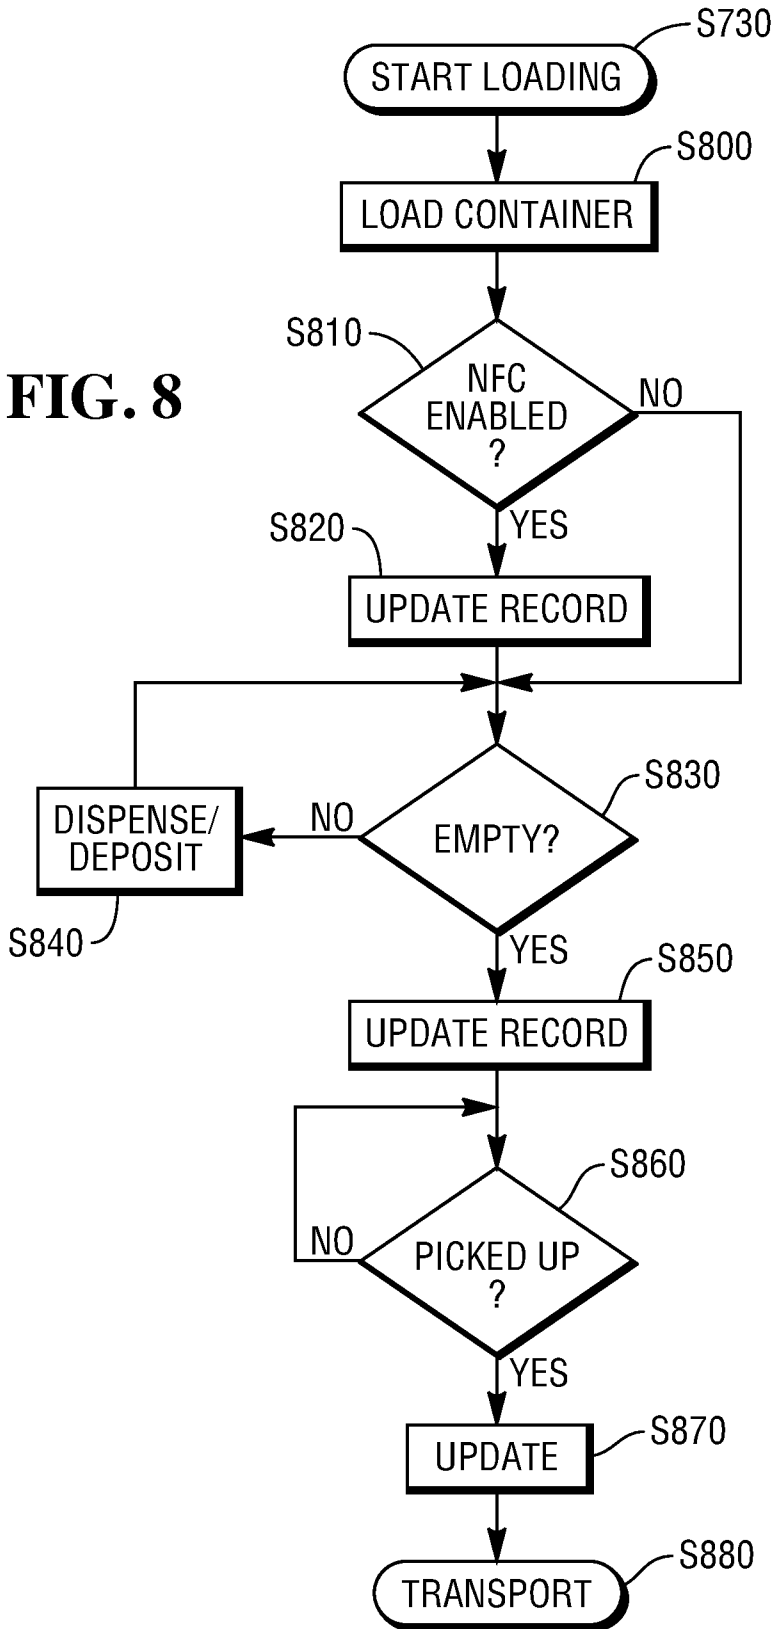 S730
START LOADING
S800
LOAD CONTAINER
S810
FIG. 8
NFC
ENABLED
?
NO
YES
S820
UPDATE RECORD
S830
DISPENSE/
DEPOSIT
NO
EMPTY?
S840
YES
S850
UPDATE RECORD
S860
NO
PICKED UP
?
YES
S870
UPDATE
S880
TRANSPORT